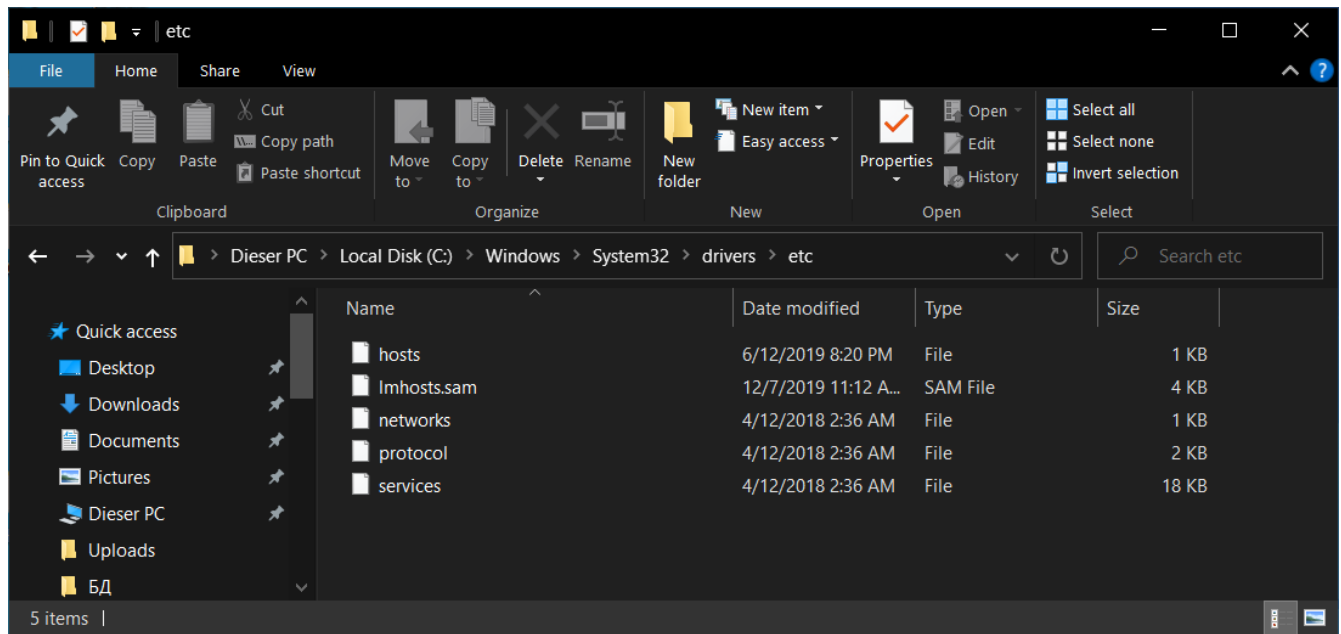 etc
File Home Share View
Pin to Quick access
Copy
Paste
Cut
Copy path
Paste shortcut
Clipboard
Move to
Copy to
Delete
Rename
Organize
New folder
New item
Easy access
New
Properties
Open
Edit
History
Open
Select all
Select none
Invert selection
Select
Dieser PC > Local Disk (C:) > Windows > System32 > drivers > etc
Search etc
Quick access
Desktop
Downloads
Documents
Pictures
Dieser PC
Uploads
БД
Name Date modified Type Size
hosts 6/12/2019 8:20 PM File 1 KB
lmhosts.sam 12/7/2019 11:12 A... SAM File 4 KB
networks 4/12/2018 2:36 AM File 1 KB
protocol 4/12/2018 2:36 AM File 2 KB
services 4/12/2018 2:36 AM File 18 KB
5 items